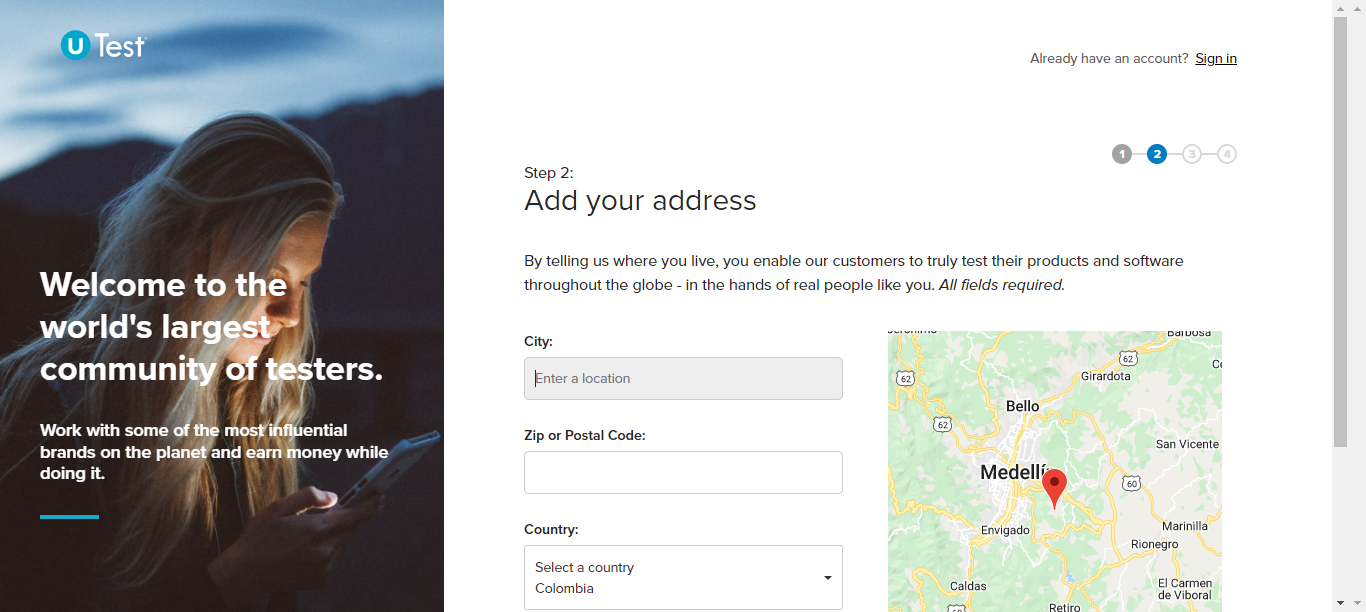 U Test
Already have an account? Sign in
1 2 3 4
Step 2:
Add your address
By telling us where you live, you enable our customers to truly test their products and software
throughout the globe - in the hands of real people like you. All fields required.
Welcome to the
world's largest
community of testers.
Work with some of the most influential
brands on the planet and earn money while
doing it.
City:
Enter a location
Zip or Postal Code:
Country:
Select a country
Colombia
Barbosa
62
Girardota
62
Bello
62
San Vicente
Medellín
60
Envigado
Marinilla
Rionegro
Caldas
El Carmen
de Viboral
Retiro